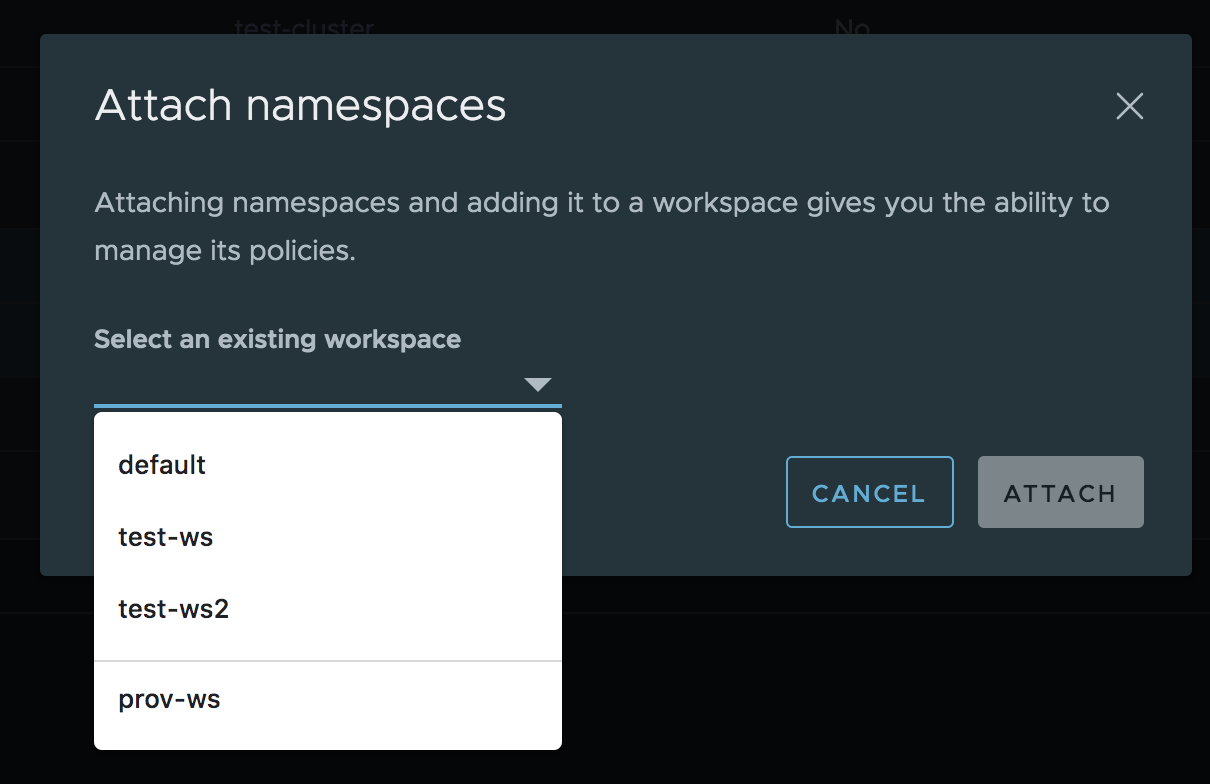 test-cluster No
Attach namespaces
Attaching namespaces and adding it to a workspace gives you the ability to
manage its policies.
Select an existing workspace
default
test-ws
test-ws2
prov-ws
CANCEL ATTACH